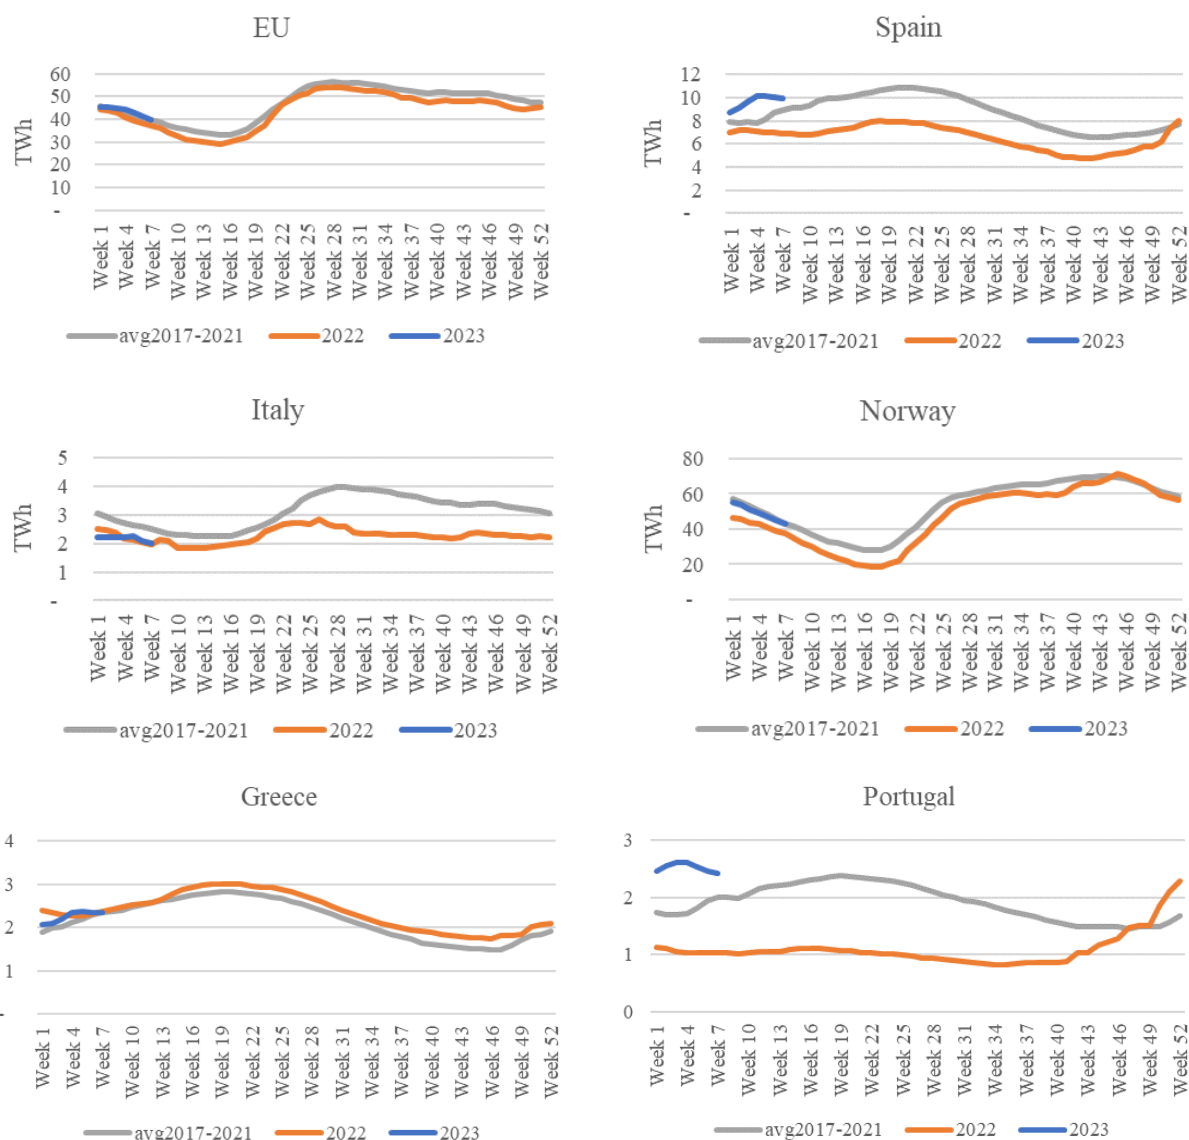 EU
TWh
60
50
40
30
20
10
-
Week 1
Week 4
Week 7
Week 10
Week 13
Week 16
Week 19
Week 22
Week 25
Week 28
Week 31
Week 34
Week 37
Week 40
Week 43
Week 46
Week 49
Week 52
avg2017-2021 2022 2023
Spain
TWh
12
10
8
6
4
2
-
Week 1
Week 4
Week 7
Week 10
Week 13
Week 16
Week 19
Week 22
Week 25
Week 28
Week 31
Week 34
Week 37
Week 40
Week 43
Week 46
Week 49
Week 52
avg2017-2021 2022 2023
Italy
TWh
5
4
3
2
1
-
Week 1
Week 4
Week 7
Week 10
Week 13
Week 16
Week 19
Week 22
Week 25
Week 28
Week 31
Week 34
Week 37
Week 40
Week 43
Week 46
Week 49
Week 52
avg2017-2021 2022 2023
Norway
TWh
80
60
40
20
-
Week 1
Week 4
Week 7
Week 10
Week 13
Week 16
Week 19
Week 22
Week 25
Week 28
Week 31
Week 34
Week 37
Week 40
Week 43
Week 46
Week 49
Week 52
avg2017-2021 2022 2023
Greece
4
3
2
1
-
Week 1
Week 4
Week 7
Week 10
Week 13
Week 16
Week 19
Week 22
Week 25
Week 28
Week 31
Week 34
Week 37
Week 40
Week 43
Week 46
Week 49
Week 52
avg2017-2021 2022 2023
Portugal
3
2
1
0
Week 1
Week 4
Week 7
Week 10
Week 13
Week 16
Week 19
Week 22
Week 25
Week 28
Week 31
Week 34
Week 37
Week 40
Week 43
Week 46
Week 49
Week 52
avg2017-2021 2022 2023